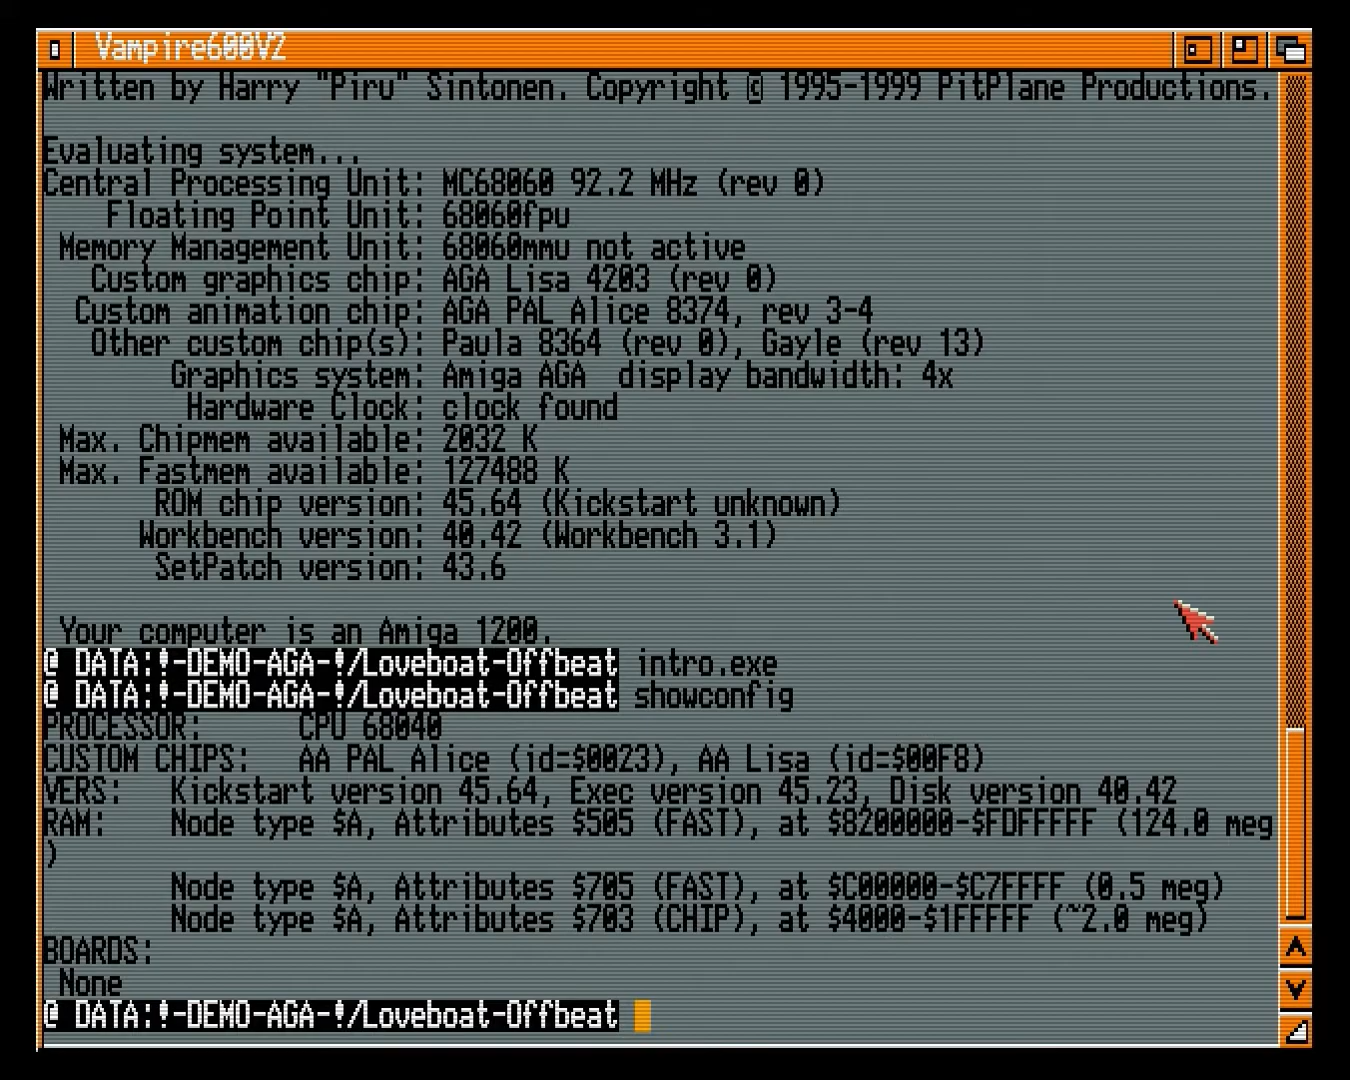 Vampire600V2
Written by Harry "Piru" Sintonen. Copyright © 1995-1999 PitPlane Productions.
Evaluating system...
Central Processing Unit: MC68060 92.2 MHz (rev 0)
Floating Point Unit: 68060fpu
Memory Management Unit: 68060mmu not active
Custom graphics chip: AGA Lisa 4203 (rev 0)
Custom animation chip: AGA PAL Alice 8374, rev 3-4
Other custom chip(s): Paula 8364 (rev 0), Gayle (rev 13)
Graphics system: Amiga AGA  display bandwidth: 4x
Hardware Clock: clock found
Max. Chipmem available: 2032 K
Max. Fastmem available: 127488 K
ROM chip version: 45.64 (Kickstart unknown)
Workbench version: 40.42 (Workbench 3.1)
SetPatch version: 43.6
Your computer is an Amiga 1200.
@ DATA:!-DEMO-AGA-!/Loveboat-Offbeat intro.exe
@ DATA:!-DEMO-AGA-!/Loveboat-Offbeat showconfig
PROCESSOR:      CPU 68040
CUSTOM CHIPS:   AA PAL Alice (id=$0023), AA Lisa (id=$00F8)
VERS:   Kickstart version 45.64, Exec version 45.23, Disk version 40.42
RAM:    Node type $A, Attributes $505 (FAST), at $8200000-$FDFFFFF (124.0 meg
)
Node type $A, Attributes $705 (FAST), at $C00000-$C7FFFF (0.5 meg)
Node type $A, Attributes $703 (CHIP), at $4000-$1FFFFF (~2.0 meg)
BOARDS:
None
@ DATA:!-DEMO-AGA-!/Loveboat-Offbeat